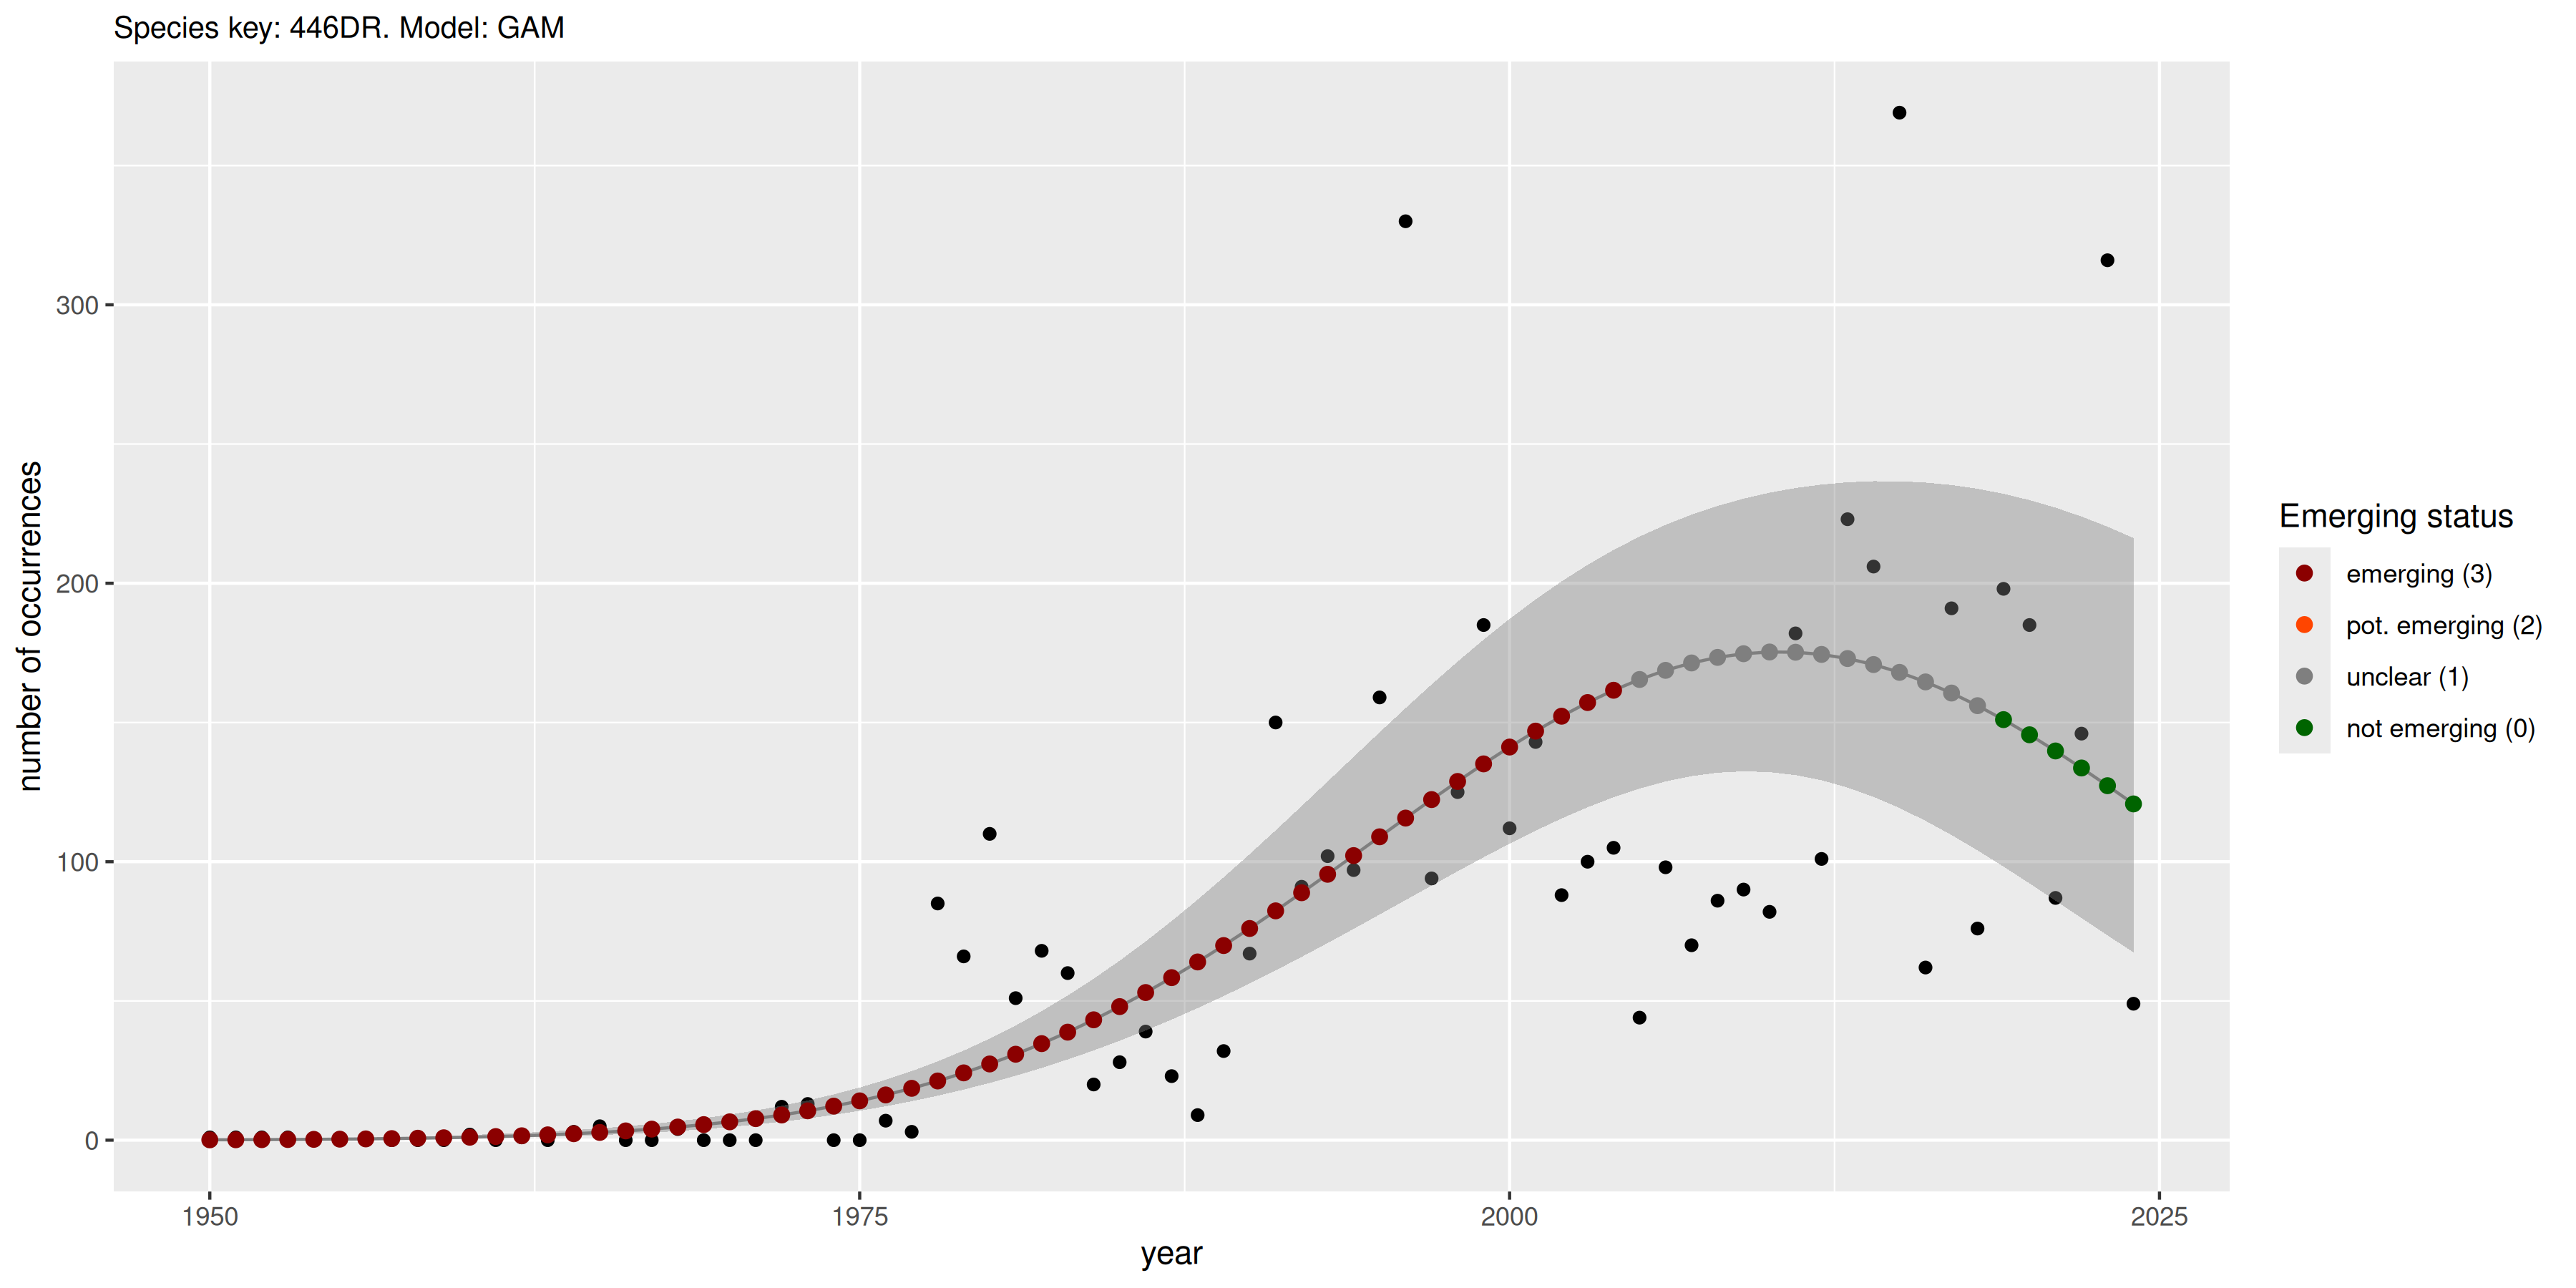 Species key: 446DR. Model: GAM
number of occurrences
300
200
100
0
1950
1975
2000
2025
year
Emerging status
emerging (3)
pot. emerging (2)
unclear (1)
not emerging (0)